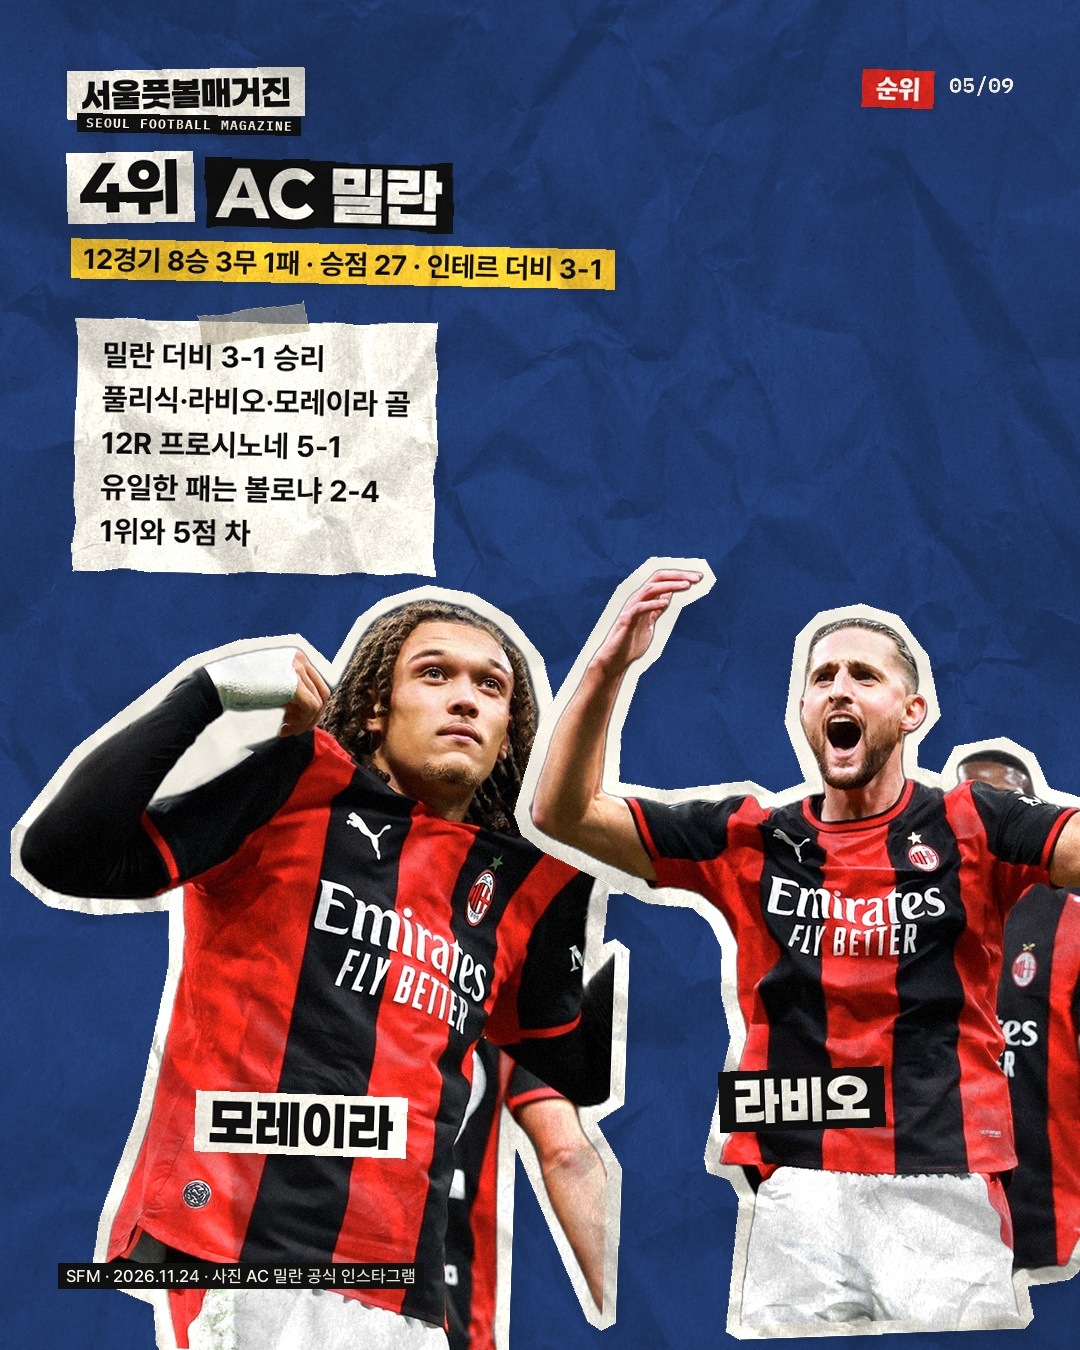 서울풋볼매거진
SEOUL FOOTBALL MAGAZINE
순위 05/09
4위 AC 밀란
12경기 8승 3무 1패 · 승점 27 · 인테르 더비 3-1
밀란 더비 3-1 승리
풀리식·라비오·모레이라 골
12R 프로시노네 5-1
유일한 패는 볼로냐 2-4
1위와 5점 차
Emirates
FLY BETTER
Emirates
FLY BETTER
모레이라
라비오
SFM · 2026.11.24 · 사진 AC 밀란 공식 인스타그램